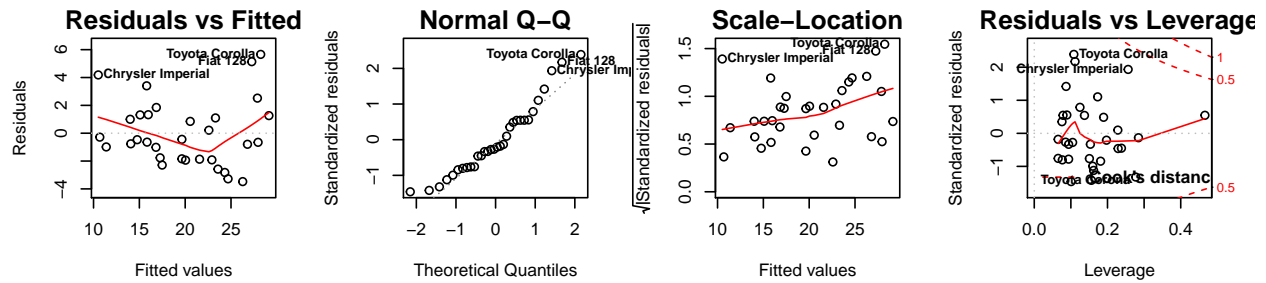 Residuals vs Fitted
Residuals
6
4
2
0
−4
Toyota Corolla
Fiat 128
Chrysler Imperial
10
15
20
25
Fitted values
Normal Q−Q
Standardized residuals
2
1
−1
Toyota Corolla
Fiat 128
Chrysler Imp
−2
−1
0
1
2
Theoretical Quantiles
Scale−Location
√|Standardized residuals|
1.5
1.0
0.5
0.0
Toyota Corolla
Fiat 128
Chrysler Imperial
10
15
20
25
Fitted values
Residuals vs Leverage
Standardized residuals
2
1
0
−1
Toyota Corolla
Chrysler Imperial
Toyota Corona
Cook's distanc
1
0.5
0.5
0.0
0.2
0.4
Leverage